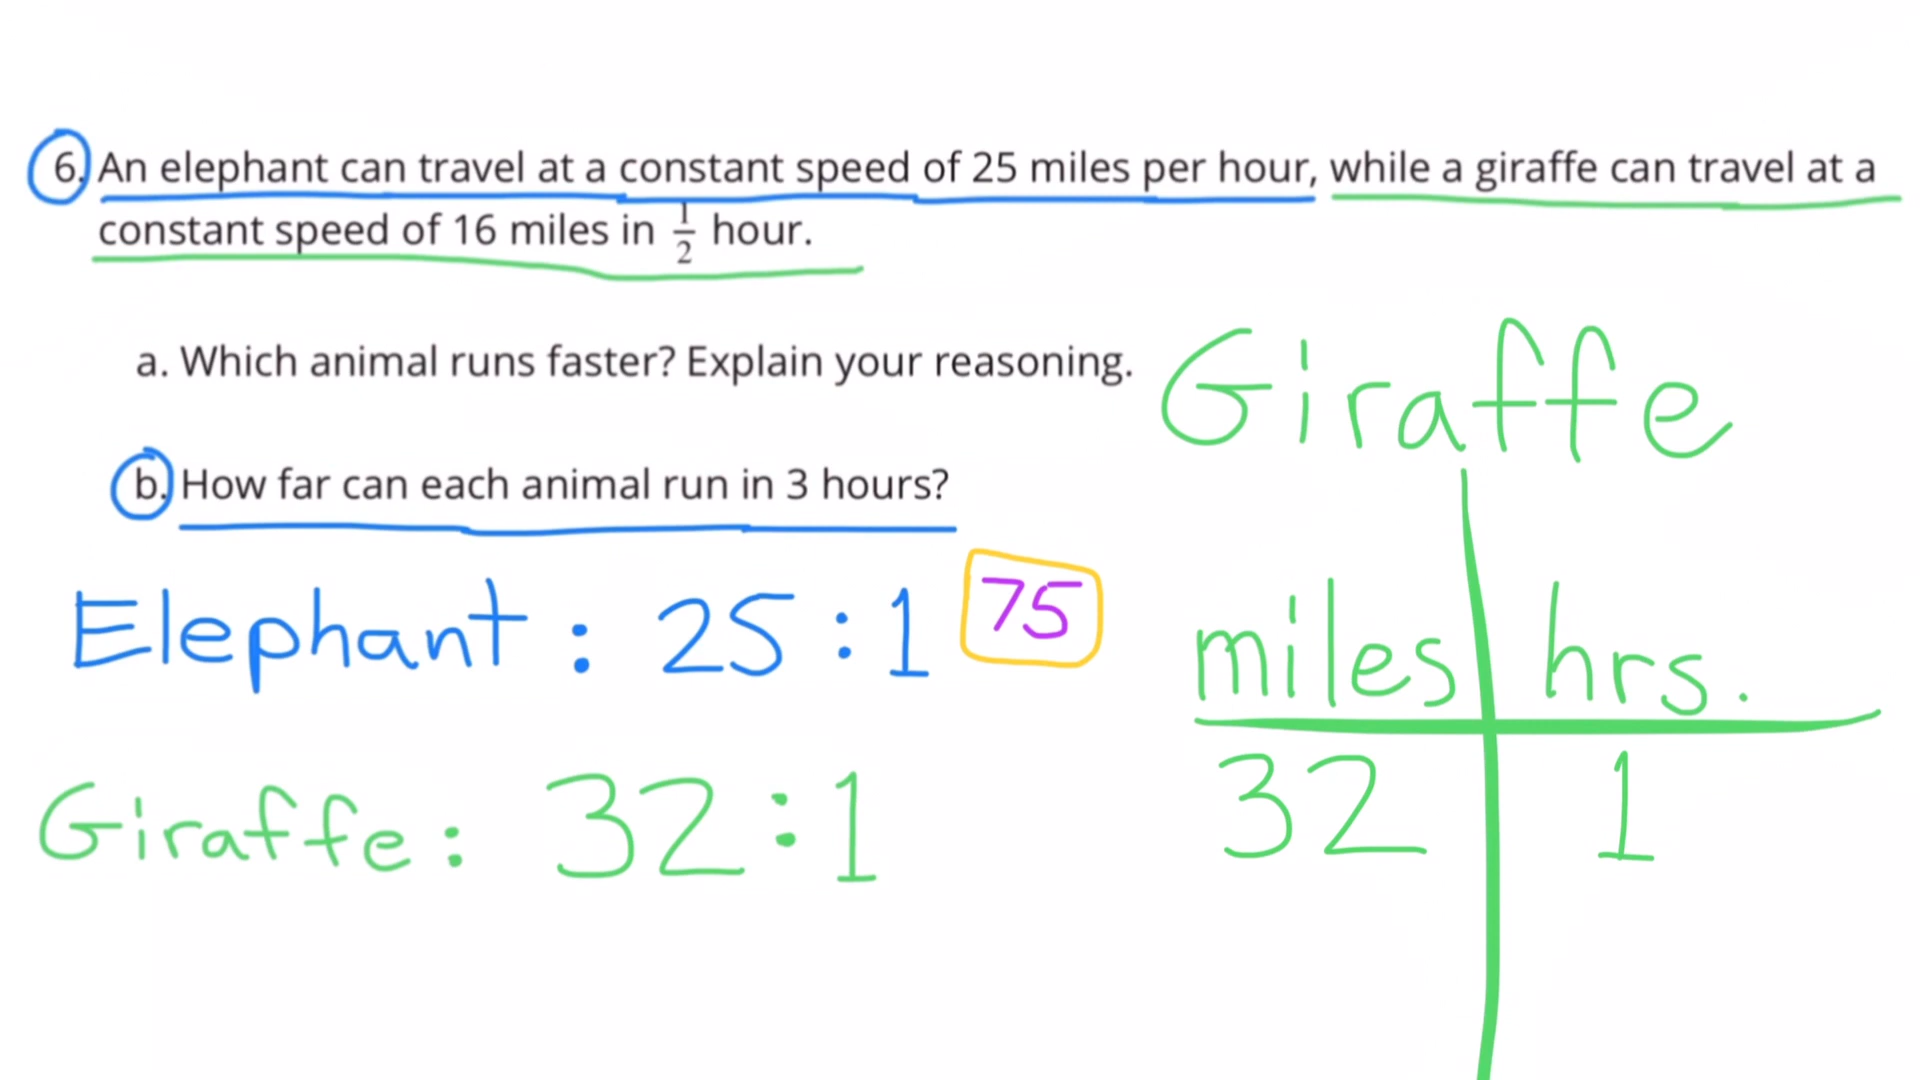 6. An elephant can travel at a constant speed of 25 miles per hour, while a giraffe can travel at a
constant speed of 16 miles in 1/2 hour.
a. Which animal runs faster? Explain your reasoning.
b. How far can each animal run in 3 hours?
Elephant : 25 : 1 75
Giraffe : 32 : 1
Giraffe
miles hrs.
32 1